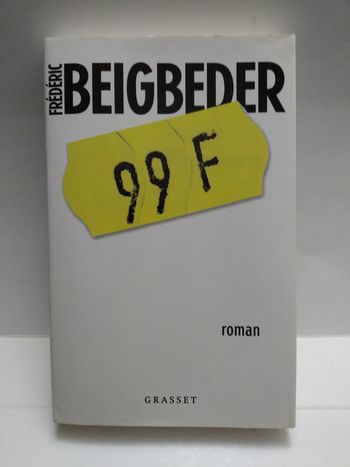 FRÉDÉRIC
BEIGBEDER
99 F
roman
GRASSET